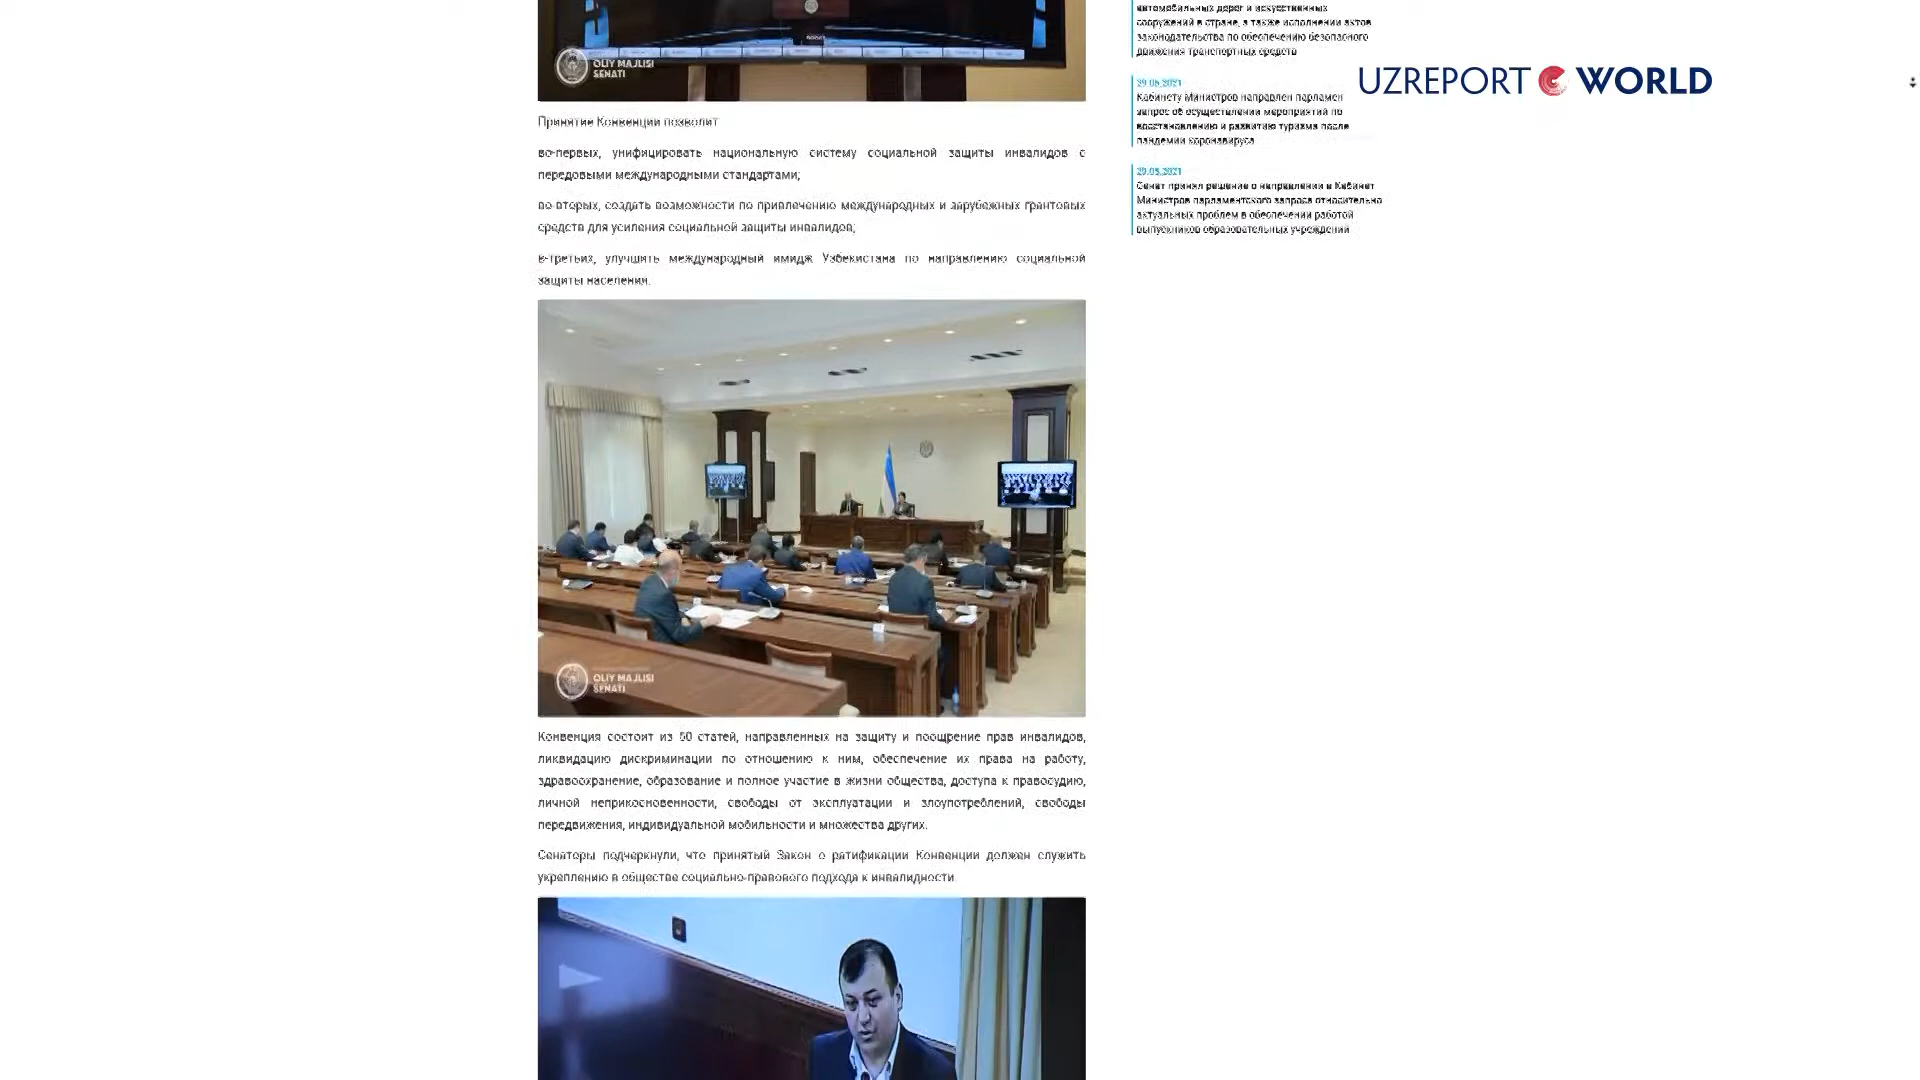 OLIY MAJLISI
SENATI
Принятие Конвенции позволит
во-первых, унифицировать национальную систему социальной защиты инвалидов с
передовыми международными стандартами;
во-вторых, создать возможности по привлечению международных и зарубежных грантовых
средств для усиления социальной защиты инвалидов;
в-третьих, улучшить международный имидж Узбекистана по направлению социальной
защиты населения.
OLIY MAJLISI
SENATI
Конвенция состоит из 50 статей, направленных на защиту и поощрение прав инвалидов,
ликвидацию дискриминации по отношению к ним, обеспечение их права на работу,
здравоохранение, образование и полное участие в жизни общества, доступа к правосудию,
личной неприкосновенности, свободы от эксплуатации и злоупотреблений, свободы
передвижения, индивидуальной мобильности и множества других.
Сенаторы подчеркнули, что принятый Закон о ратификации Конвенции должен служить
укреплению в обществе социально-правового подхода к инвалидности.
автомобильных дорог и искусственных
сооружений в стране, а также исполнении актов
законодательства по обеспечению безопасного
движения транспортных средств
29.05.2021
Кабинету Министров направлен парламен
запрос об осуществлении мероприятий по
восстановлению и развитию туризма после
пандемии коронавируса
29.05.2021
Сенат принял решение о направлении в Кабинет
Министров парламентского запроса относительно
актуальных проблем в обеспечении работой
выпускников образовательных учреждений
UZREPORT WORLD